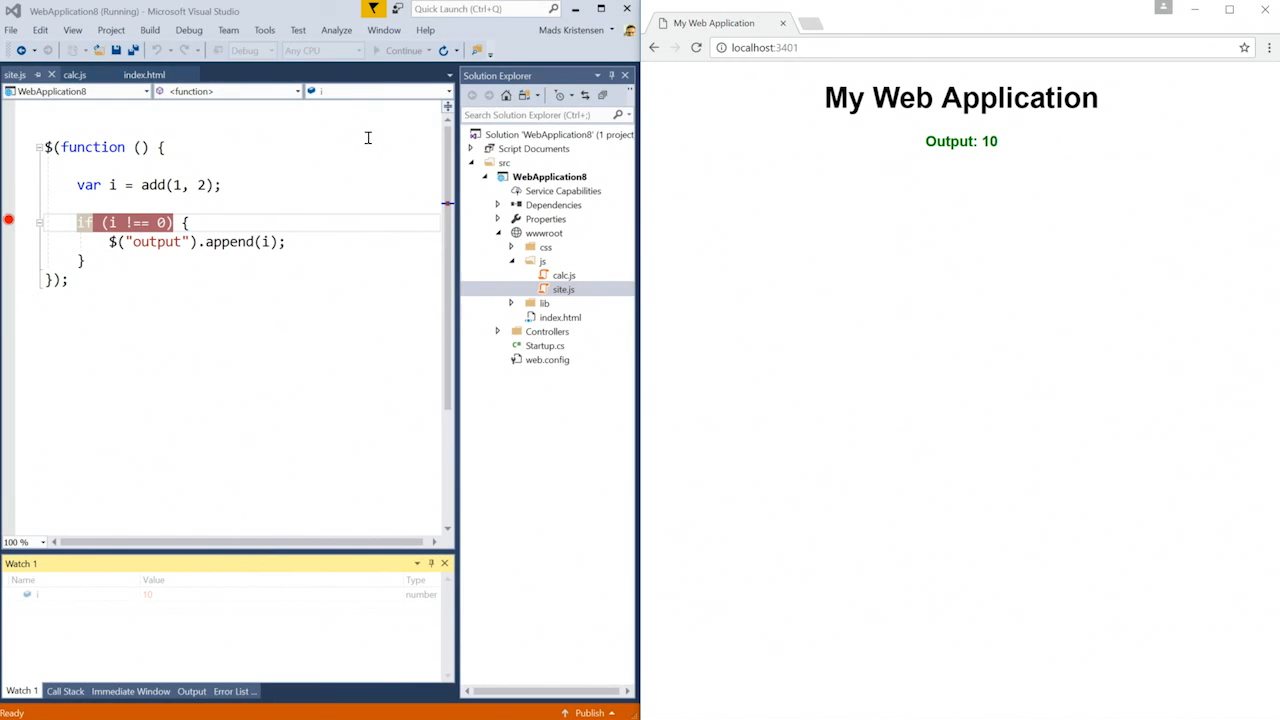 WebApplication8 (Running) - Microsoft Visual Studio
Quick Launch (Ctrl+Q)
File Edit View Project Build Debug Team Tools Test Analyze Window Help
Mads Kristensen
Debug Any CPU Continue
site.js calc.js index.html
WebApplication8 <function> i
$(function () {
var i = add(1, 2);
if (i !== 0) {
$("output").append(i);
}
});
100 %
Watch 1
Name Value Type
i 10 number
Watch 1 Call Stack Immediate Window Output Error List ...
Ready
Publish
Solution Explorer
Search Solution Explorer (Ctrl+;)
Solution 'WebApplication8' (1 project
Script Documents
src
WebApplication8
Service Capabilities
Dependencies
Properties
wwwroot
css
js
calc.js
site.js
lib
index.html
Controllers
Startup.cs
web.config
My Web Application
localhost:3401
My Web Application
Output: 10